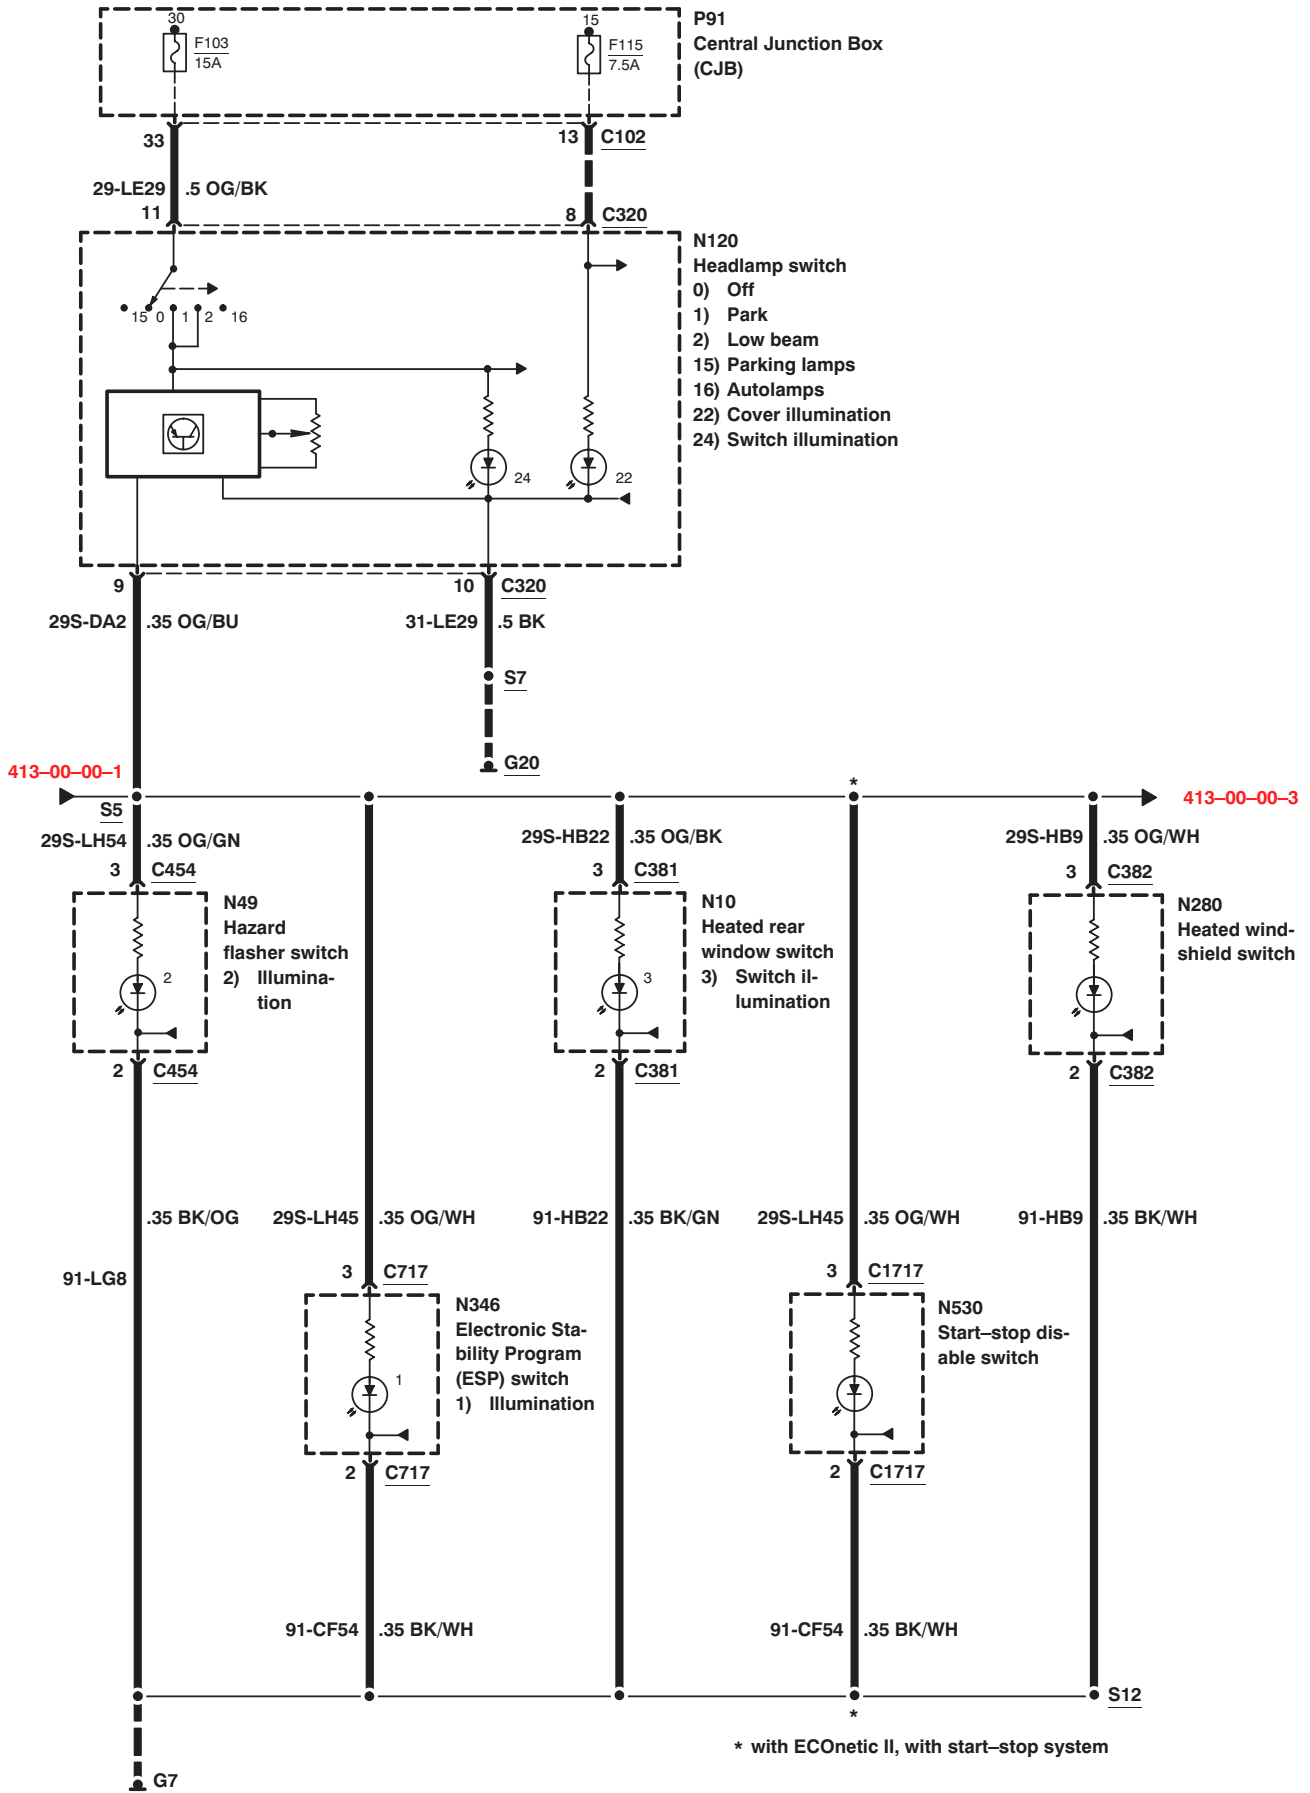 30
F103
15A
15
F115
7.5A
P91
Central Junction Box
(CJB)
33
13 C102
29-LE29 .5 OG/BK
11
8 C320
N120
Headlamp switch
0) Off
1) Park
2) Low beam
15) Parking lamps
16) Autolamps
22) Cover illumination
24) Switch illumination
15 0 1 2 16
24
22
9
10 C320
29S-DA2 .35 OG/BU
31-LE29 .5 BK
S7
G20
413–00–00–1
*
413–00–00–3
S5
29S-LH54 .35 OG/GN
29S-HB22 .35 OG/BK
29S-HB9 .35 OG/WH
3 C454
3 C381
3 C382
N49
Hazard
flasher switch
2) Illumina-
tion
2
N10
Heated rear
window switch
3) Switch il-
lumination
3
N280
Heated wind-
shield switch
2 C454
2 C381
2 C382
.35 BK/OG
29S-LH45 .35 OG/WH
91-HB22 .35 BK/GN
29S-LH45 .35 OG/WH
91-HB9 .35 BK/WH
91-LG8
3 C717
3 C1717
N346
Electronic Sta-
bility Program
(ESP) switch
1) Illumination
1
N530
Start–stop dis-
able switch
2 C717
2 C1717
91-CF54 .35 BK/WH
91-CF54 .35 BK/WH
S12
*
* with ECOnetic II, with start–stop system
G7